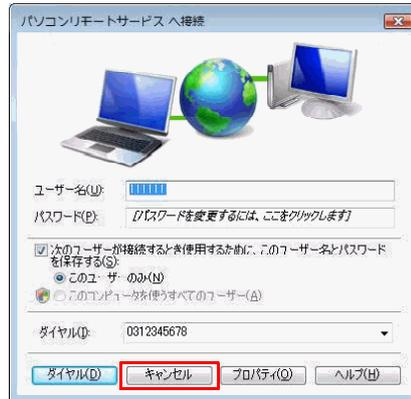 パソコンリモートサービス へ接続
ユーザー名(U):
パスワード(P): [パスワードを変更するには、ここをクリックします]
次のユーザーが接続するとき使用するために、このユーザー名とパスワード
を保存する(S):
このユーザーのみ(N)
このコンピュータを使うすべてのユーザー(A)
ダイヤル(I): 0312345678
ダイヤル(D) キャンセル プロパティ(O) ヘルプ(H)